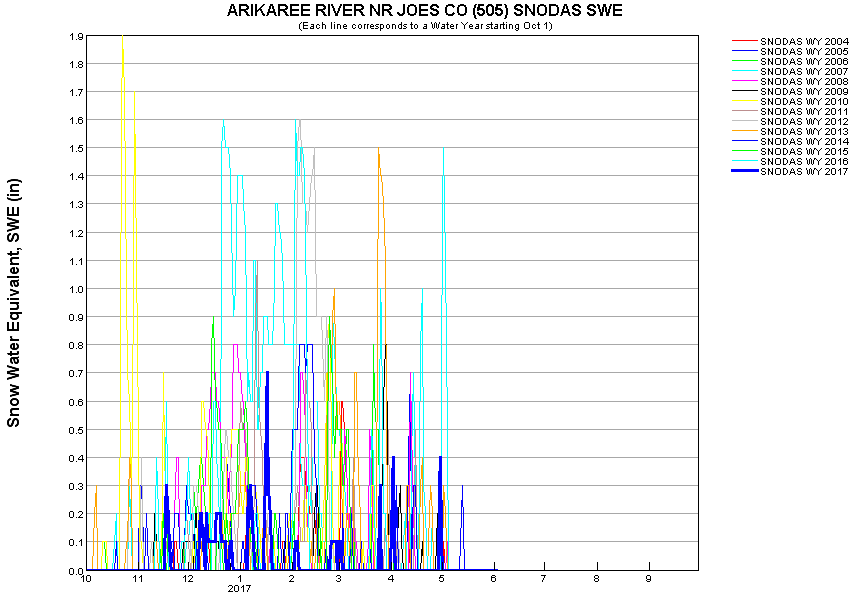 ARIKAREE RIVER NR JOES CO (505) SNODAS SWE
(Each line corresponds to a Water Year starting Oct 1)
Snow Water Equivalent, SWE (in)
1.9
1.8
1.7
1.6
1.5
1.4
1.3
1.2
1.1
1.0
0.9
0.8
0.7
0.6
0.5
0.4
0.3
0.2
0.1
0.0
10 11 12 1 2 3 4 5 6 7 8 9
2017
SNODAS WY 2004
SNODAS WY 2005
SNODAS WY 2006
SNODAS WY 2007
SNODAS WY 2008
SNODAS WY 2009
SNODAS WY 2010
SNODAS WY 2011
SNODAS WY 2012
SNODAS WY 2013
SNODAS WY 2014
SNODAS WY 2015
SNODAS WY 2016
SNODAS WY 2017